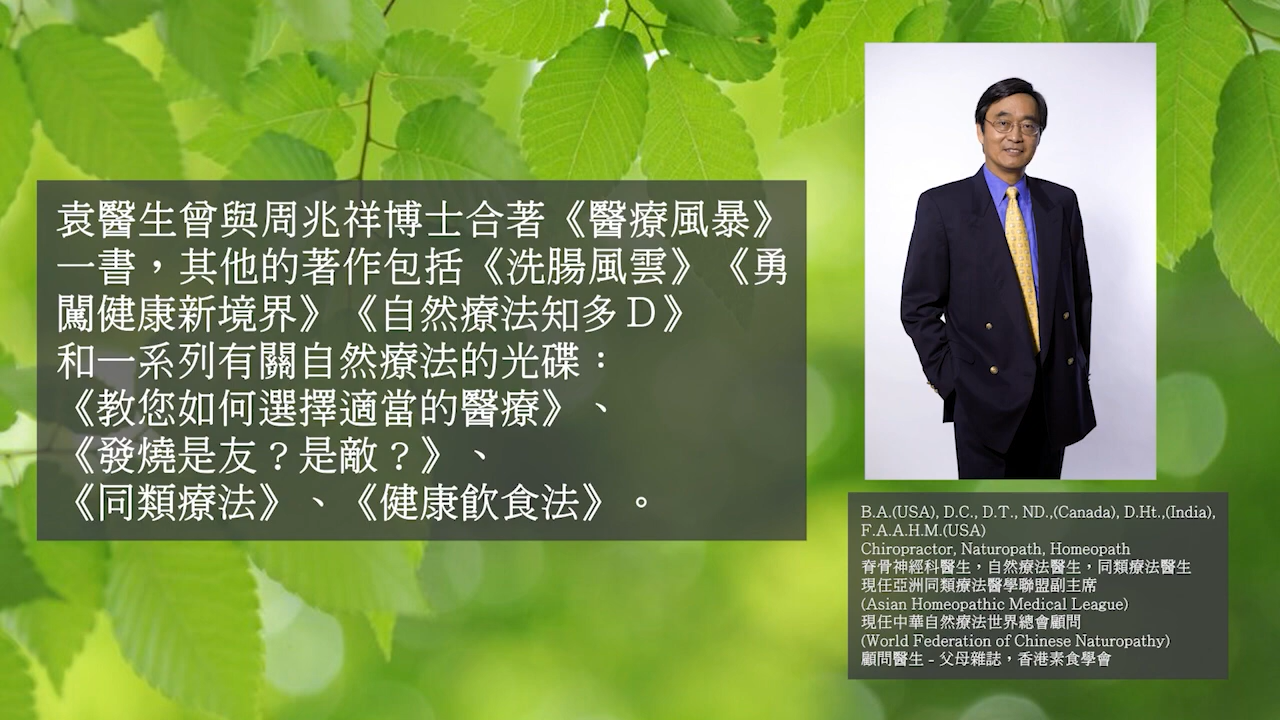 袁醫生曾與周兆祥博士合著《醫療風暴》
一書，其他的著作包括《洗腸風雲》《勇
闖健康新境界》《自然療法知多Ｄ》
和一系列有關自然療法的光碟：
《教您如何選擇適當的醫療》、
《發燒是友？是敵？》、
《同類療法》、《健康飲食法》。
B.A.(USA), D.C., D.T., ND.,(Canada), D.Ht.,(India),
F.A.A.H.M.(USA)
Chiropractor, Naturopath, Homeopath
脊骨神經科醫生，自然療法醫生，同類療法醫生
現任亞洲同類療法醫學聯盟副主席
(Asian Homeopathic Medical League)
現任中華自然療法世界總會顧問
(World Federation of Chinese Naturopathy)
顧問醫生 - 父母雜誌，香港素食學會